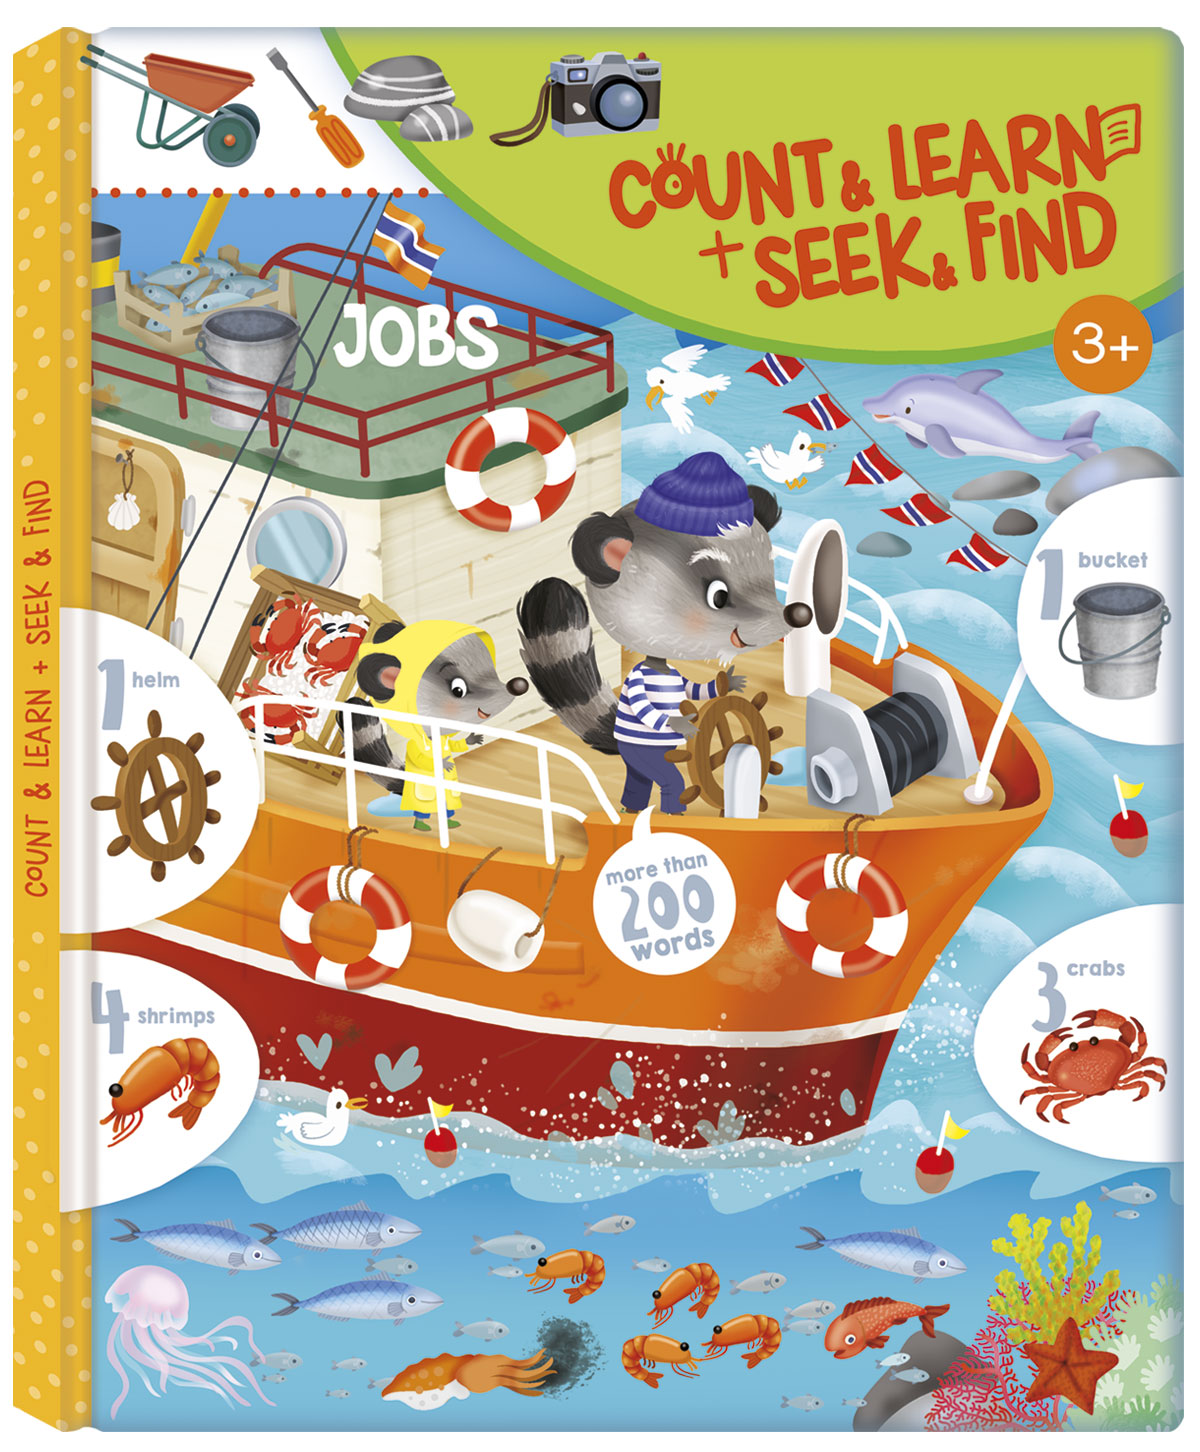 COUNT & LEARN
+ SEEK & FIND
3+
JOBS
1 bucket
1 helm
more than
200
words
3 crabs
4 shrimps
COUNT & LEARN + SEEK & FIND